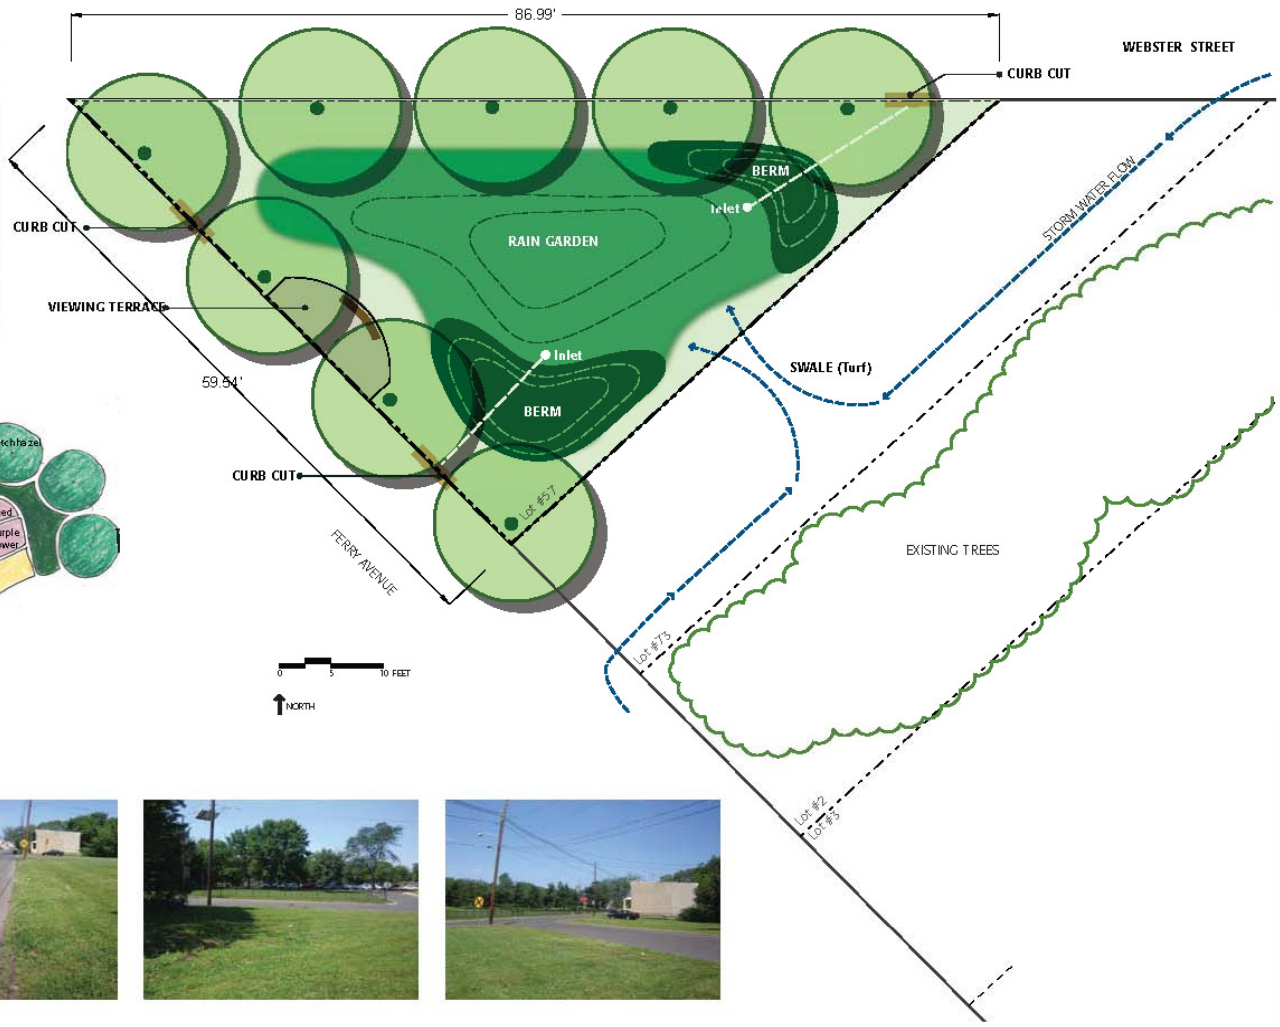 86.99'
WEBSTER STREET
CURB CUT
BERM
Inlet
STORM WATER FLOW
CURB CUT
RAIN GARDEN
VIEWING TERRACE
Inlet
SWALE (Turf)
59.54'
BERM
CURB CUT
Lot #57
FERRY AVENUE
EXISTING TREES
Lot #73
0 5 10 FEET
NORTH
Lot #2
Lot #3